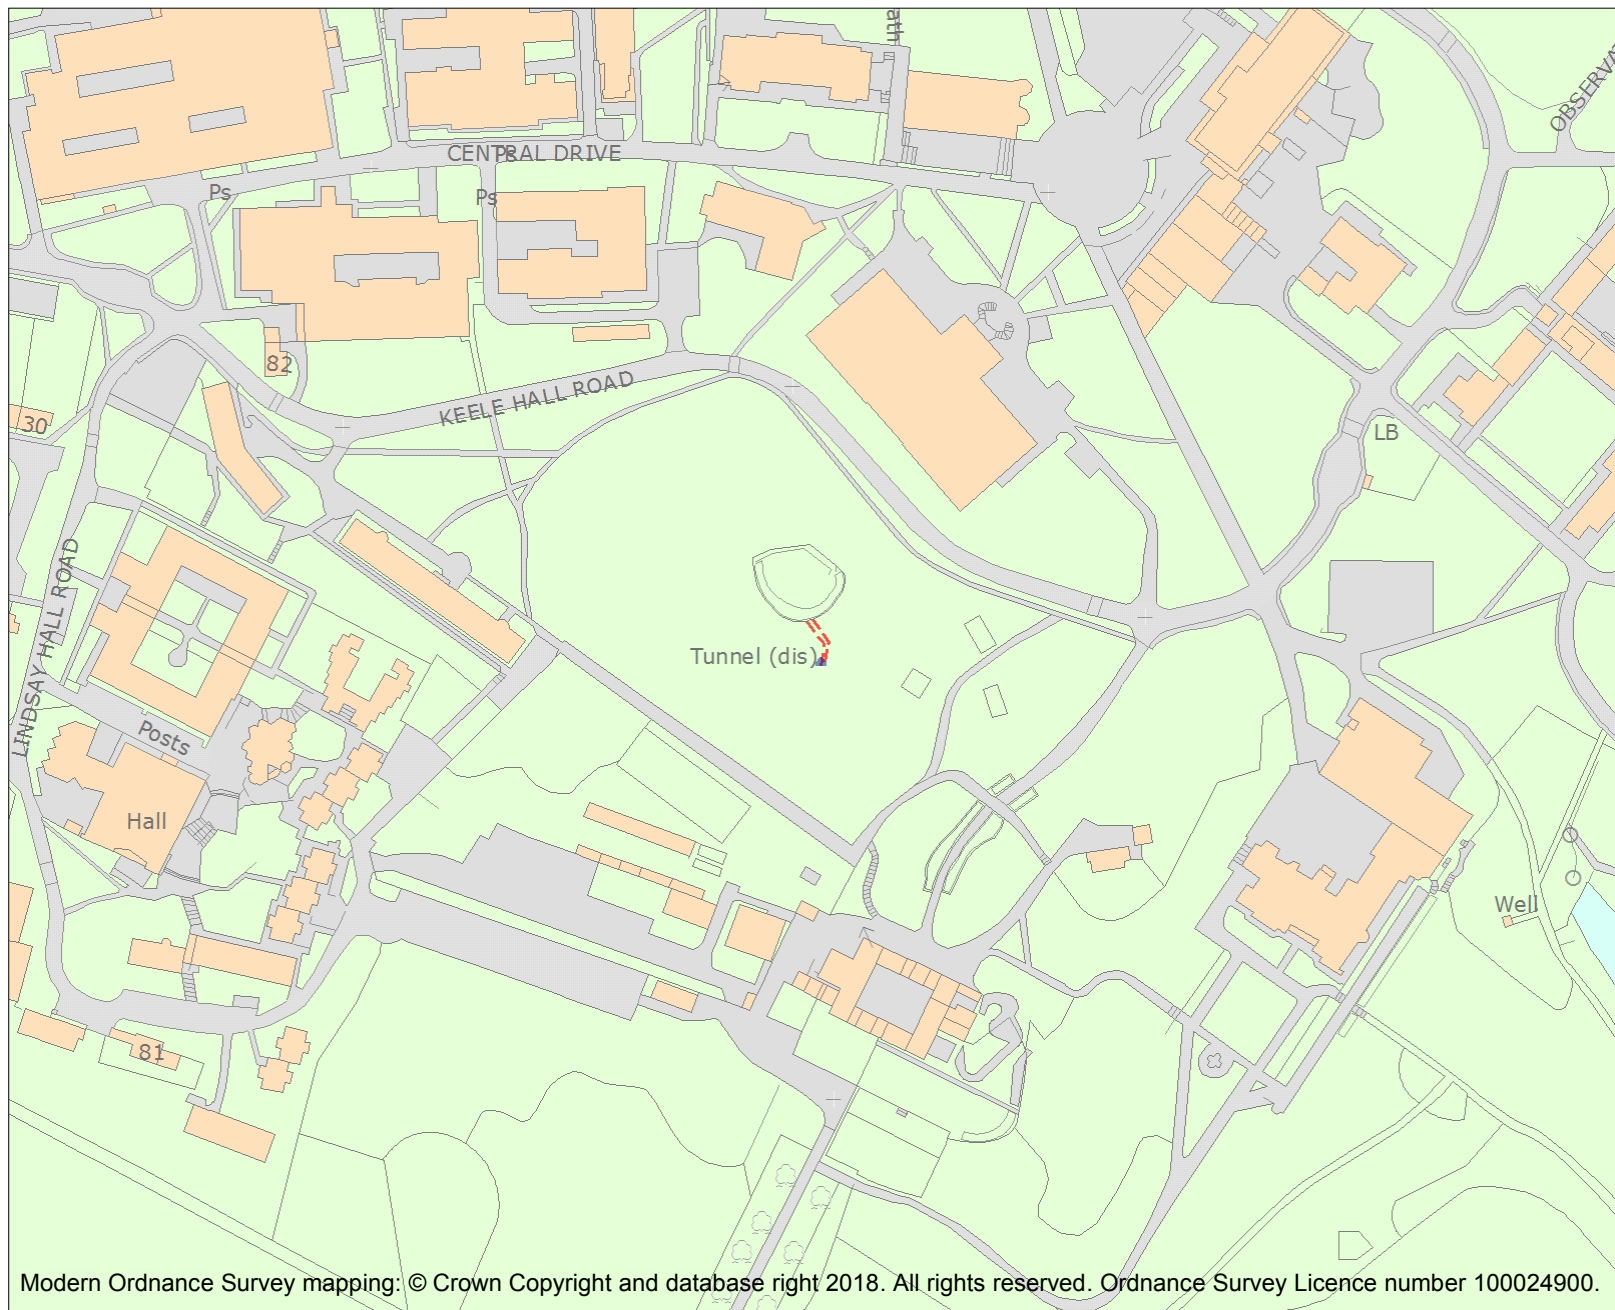 ath
OBSERVA
CENTRAL DRIVE
Ps
Ps
Ps
82
KEELE HALL ROAD
30
LB
LINDSAY HALL ROAD
Tunnel (dis)
Posts
Hall
Well
81
Modern Ordnance Survey mapping: © Crown Copyright and database right 2018. All rights reserved. Ordnance Survey Licence number 100024900.